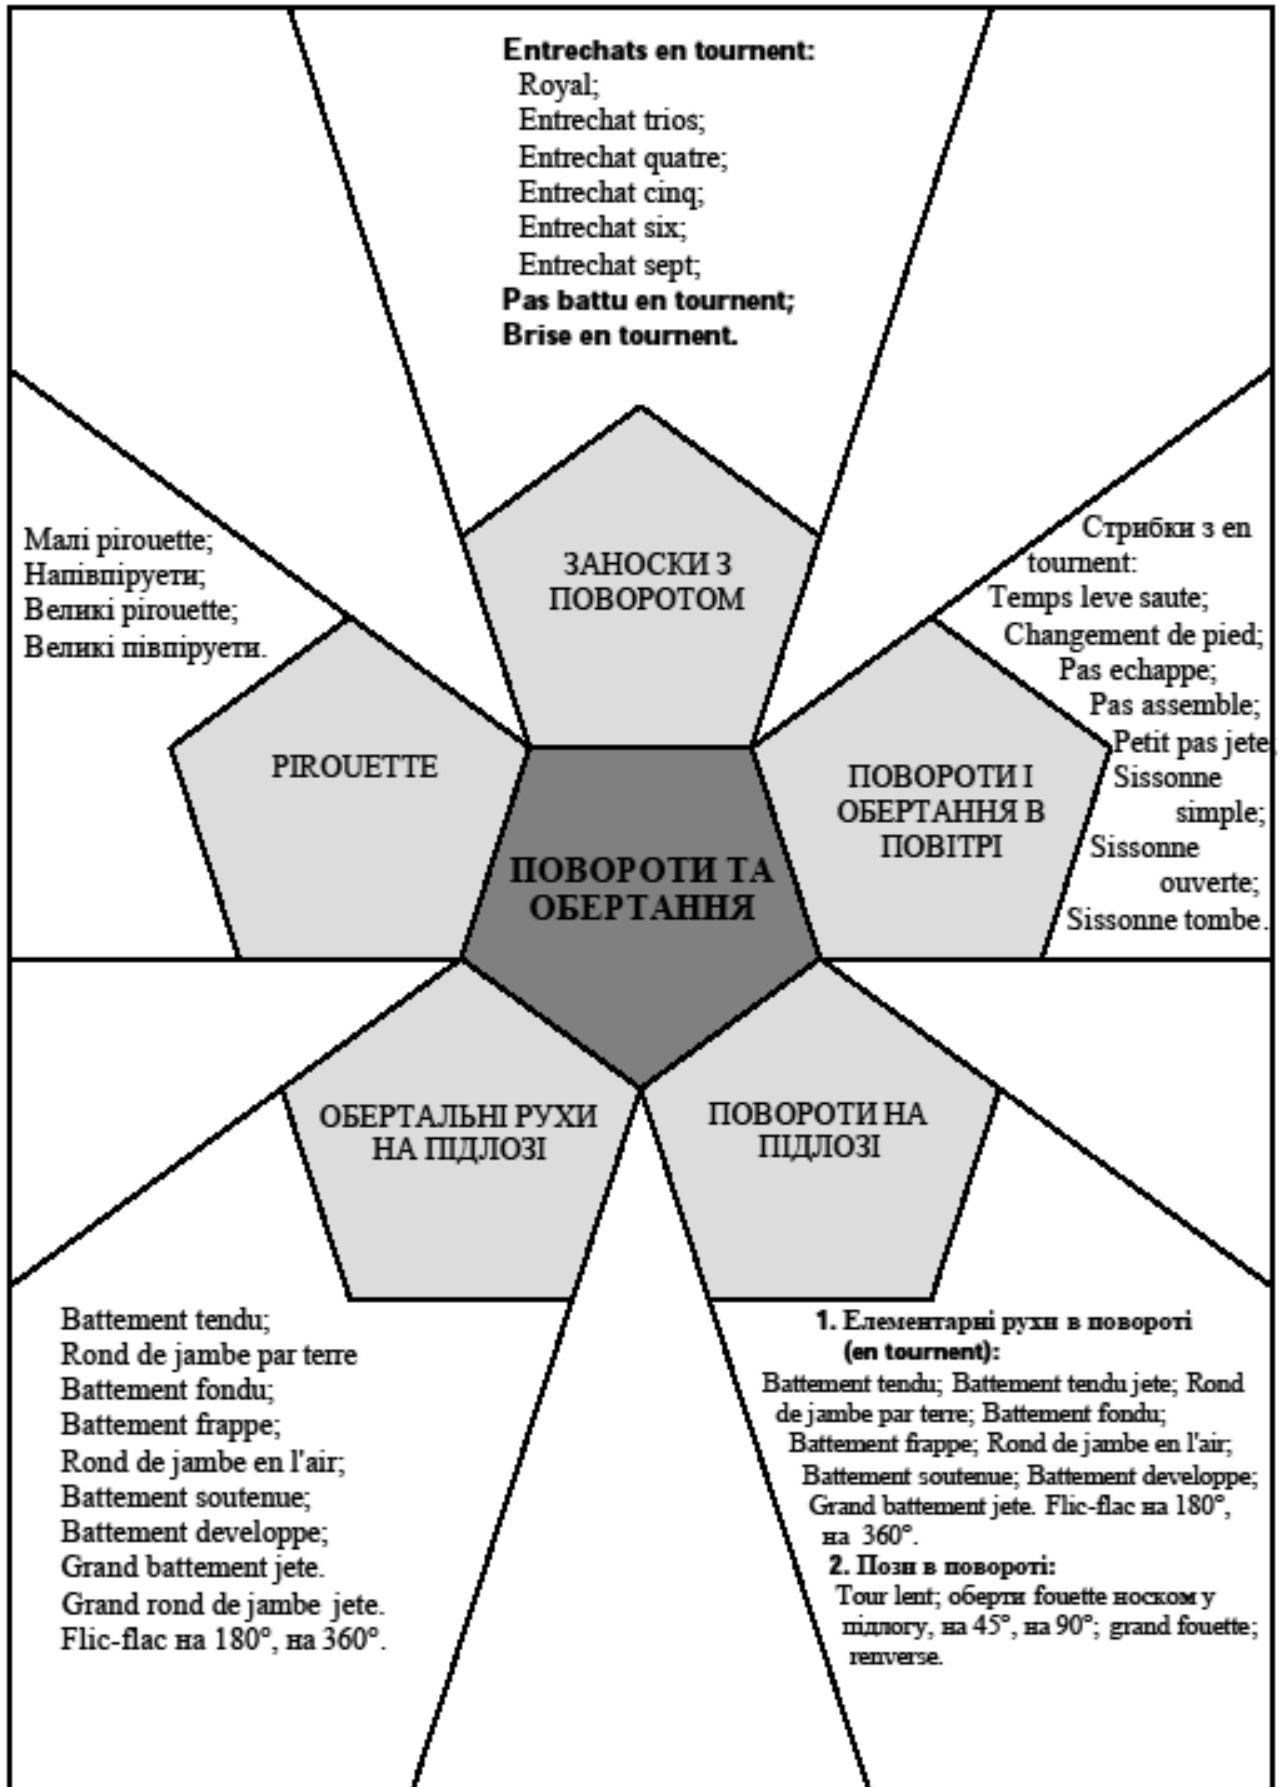 Entrechats en tournent:
Royal;
Entrechat trios;
Entrechat quatre;
Entrechat cinq;
Entrechat six;
Entrechat sept;
Pas battu en tournent;
Brise en tournent.
ЗАНОСКИ З
ПОВОРОТОМ
Малі pirouette;
Напівпіруети;
Великі pirouette;
Великі півпіруети.
PIROUETTE
Стрибки з en
tournent:
Temps leve saute;
Changement de pied;
Pas echappe;
Pas assemble;
Petit pas jete;
Sissonne
simple;
Sissonne
ouverte;
Sissonne tombe.
ПОВОРОТИ І
ОБЕРТАННЯ В
ПОВІТРІ
ПОВОРОТИ ТА
ОБЕРТАННЯ
ОБЕРТАЛЬНІ РУХИ
НА ПІДЛОЗІ
ПОВОРОТИ НА
ПІДЛОЗІ
Battement tendu;
Rond de jambe par terre
Battement fondu;
Battement frappe;
Rond de jambe en l'air;
Battement soutenue;
Battement developpe;
Grand battement jete.
Grand rond de jambe jete.
Flic-flac на 180°, на 360°.
1. Елементарні рухи в повороті
(en tournent):
Battement tendu; Battement tendu jete; Rond
de jambe par terre; Battement fondu;
Battement frappe; Rond de jambe en l'air;
Battement soutenue; Battement developpe;
Grand battement jete. Flic-flac на 180°,
на 360°.
2. Пози в повороті:
Tour lent; оберти fouette носком у
підлогу, на 45°, на 90°; grand fouette;
renverse.